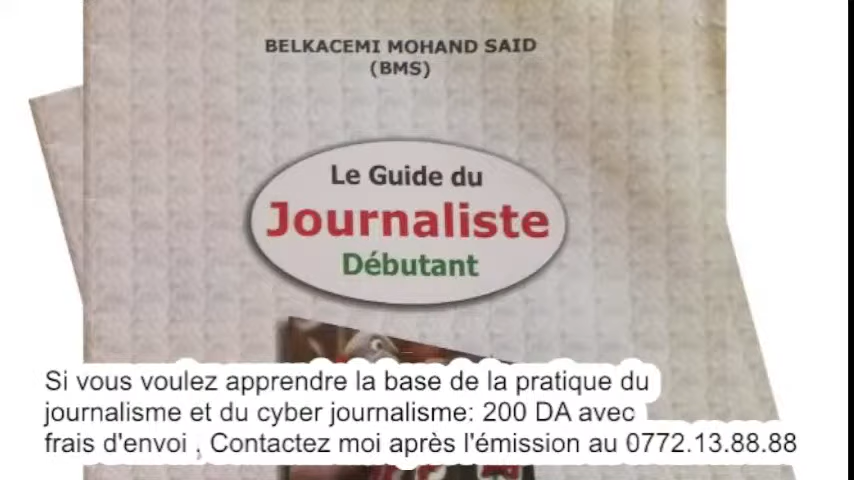 BELKACEMI MOHAND SAID
(BMS)
Le Guide du
Journaliste
Débutant
Si vous voulez apprendre la base de la pratique du
journalisme et du cyber journalisme: 200 DA avec
frais d'envoi , Contactez moi après l'émission au 0772.13.88.88